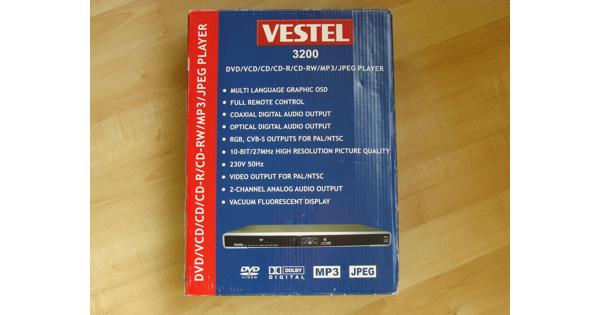 VESTEL
3200
DVD/VCD/CD/CD-R/CD-RW/MP3/JPEG PLAYER
• MULTI LANGUAGE GRAPHIC OSD
• FULL REMOTE CONTROL
• COAXIAL DIGITAL AUDIO OUTPUT
• OPTICAL DIGITAL AUDIO OUTPUT
• RGB, CVB-S OUTPUTS FOR PAL/NTSC
• 10-BIT/27MHz HIGH RESOLUTION PICTURE QUALITY
• 230V 50Hz
• VIDEO OUTPUT FOR PAL/NTSC
• 2-CHANNEL ANALOG AUDIO OUTPUT
• VACUUM FLUORESCENT DISPLAY
DVD
VIDEO
DOLBY
DIGITAL
MP3
JPEG
DVD/VCD/CD/CD-R/CD-RW/MP3/JPEG PLAYER